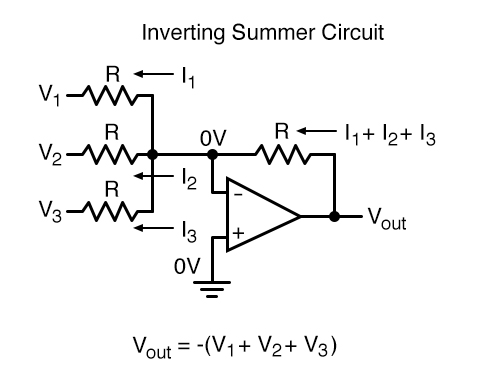 Inverting Summer Circuit
R I1
V1
R 0V R I1+ I2+ I3
V2
R I2
V3 - Vout
I3 +
0V
Vout = -(V1+ V2+ V3)